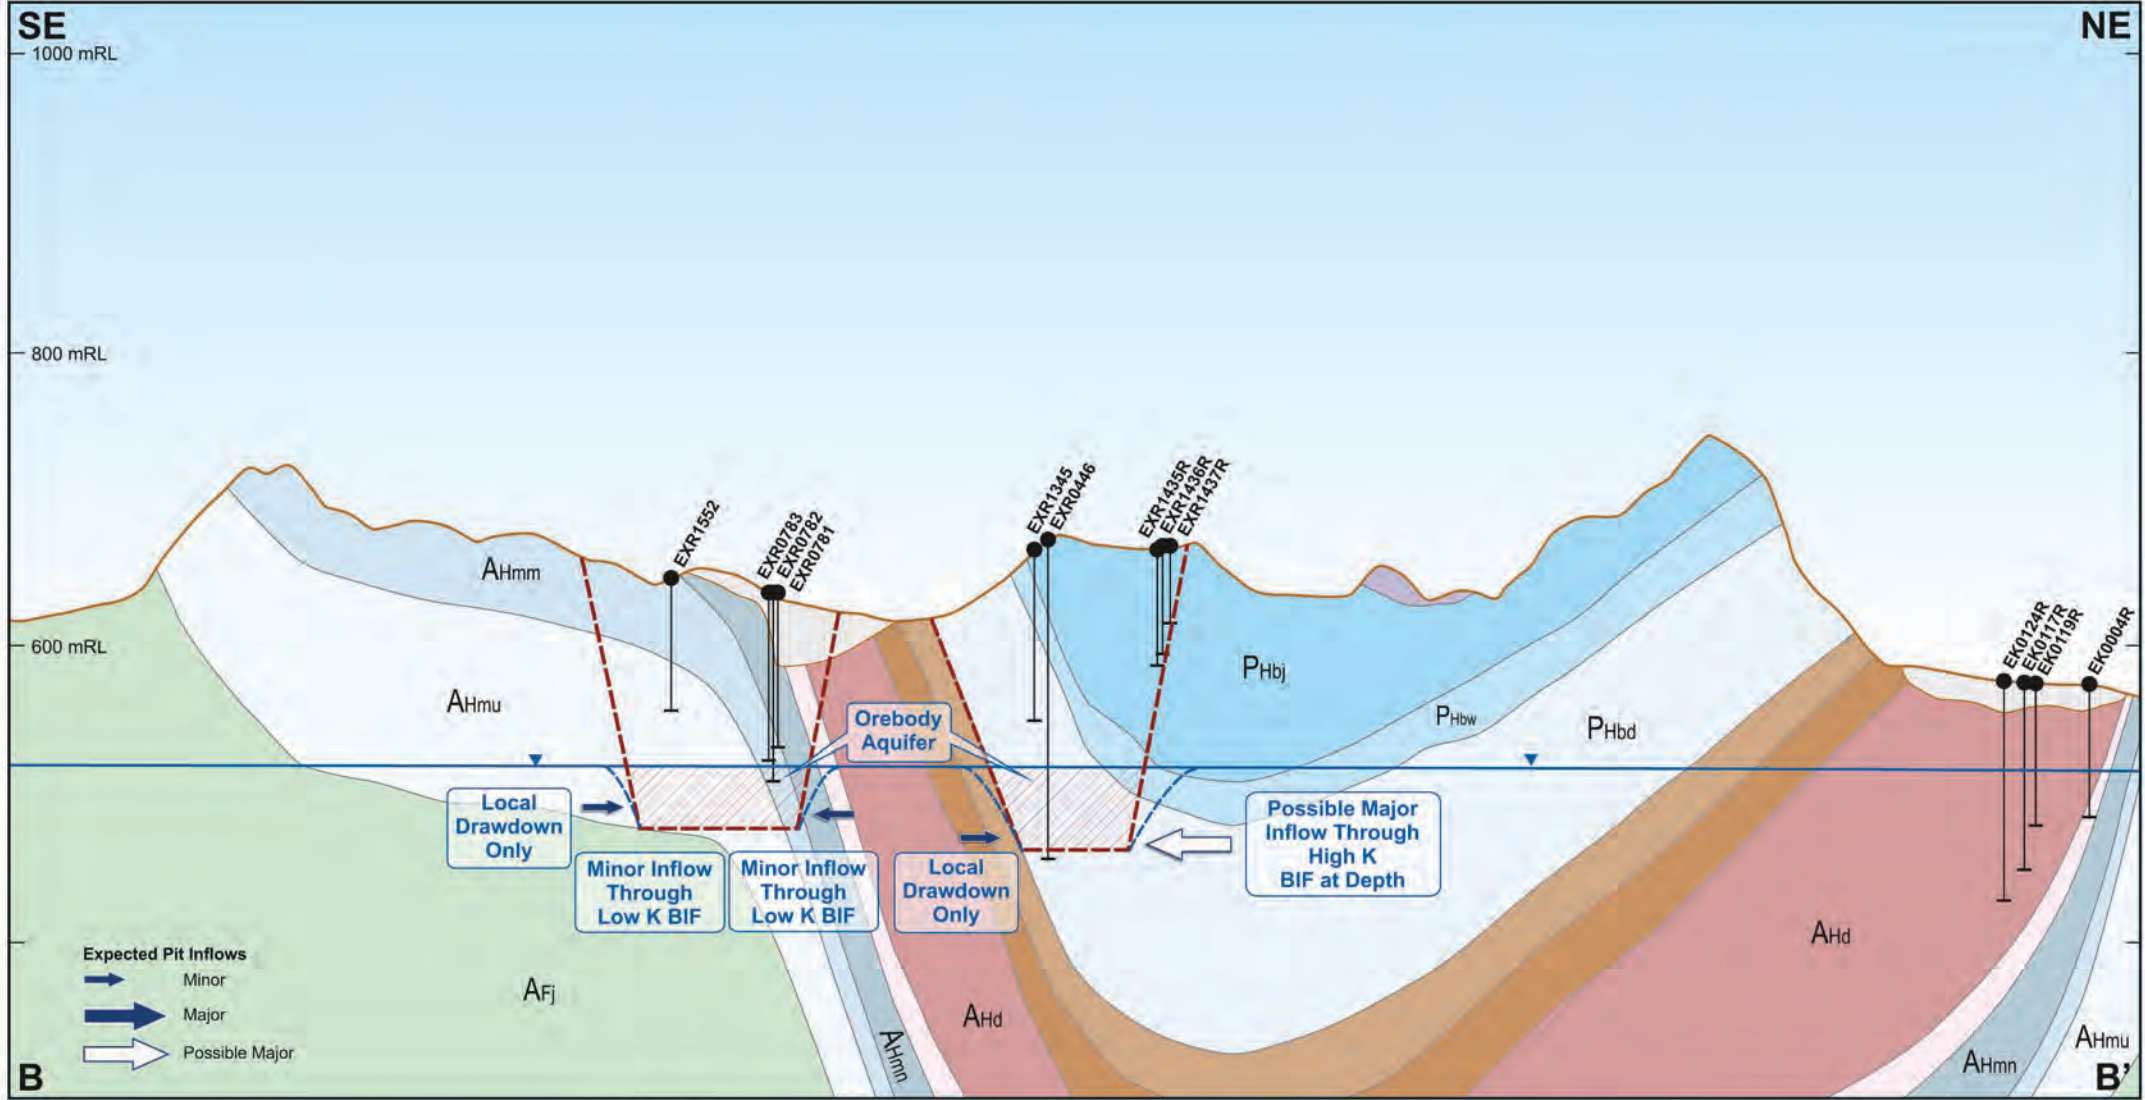 SE
NE
1000 mRL
800 mRL
600 mRL
EXR1552
EXR0783
EXR0782
EXR0781
EXR1345
EXR0446
EXR1435R
EXR1436R
EXR1437R
EK0124R
EK0117R
EK0119R
EK0004R
AHmm
AHmu
PHbj
PHbw
PHbd
Orebody
Aquifer
Local
Drawdown
Only
Minor Inflow
Through
Low K BIF
Minor Inflow
Through
Low K BIF
Local
Drawdown
Only
Possible Major
Inflow Through
High K
BIF at Depth
AHd
AFj
AHd
AHmn
AHmn
AHmu
Expected Pit Inflows
Minor
Major
Possible Major
B
B'